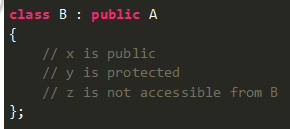 class B : public A
{
    // x is public
    // y is protected
    // z is not accessible from B
};